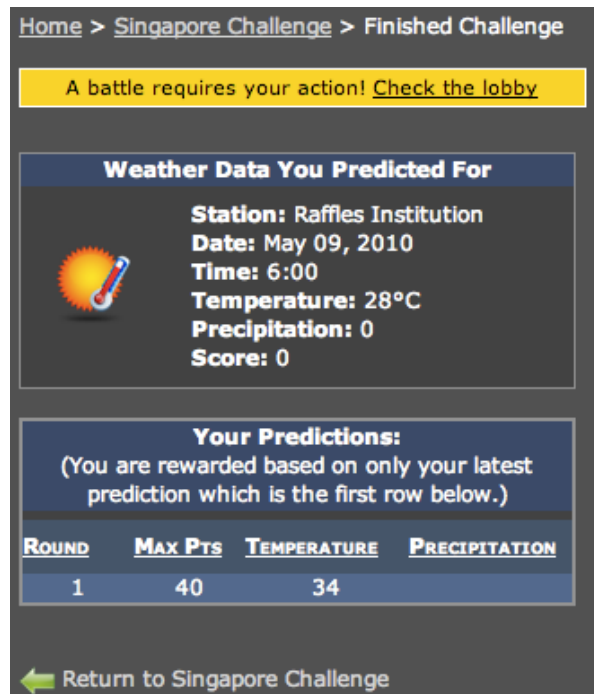 Home > Singapore Challenge > Finished Challenge
A battle requires your action! Check the lobby
Weather Data You Predicted For
Station: Raffles Institution
Date: May 09, 2010
Time: 6:00
Temperature: 28°C
Precipitation: 0
Score: 0
Your Predictions:
(You are rewarded based on only your latest
prediction which is the first row below.)
ROUND MAX PTS TEMPERATURE PRECIPITATION
1 40 34
Return to Singapore Challenge